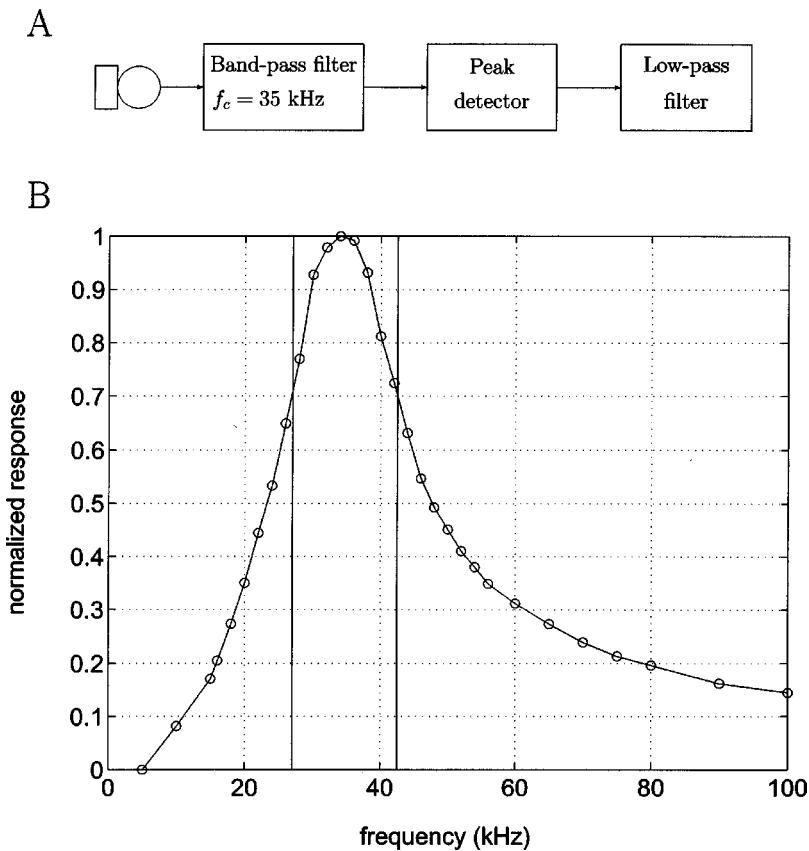 A
Band-pass filter
f_c = 35 kHz
Peak
detector
Low-pass
filter
B
1
0.9
0.8
0.7
0.6
0.5
0.4
0.3
0.2
0.1
0
normalized response
0 20 40 60 80 100
frequency (kHz)